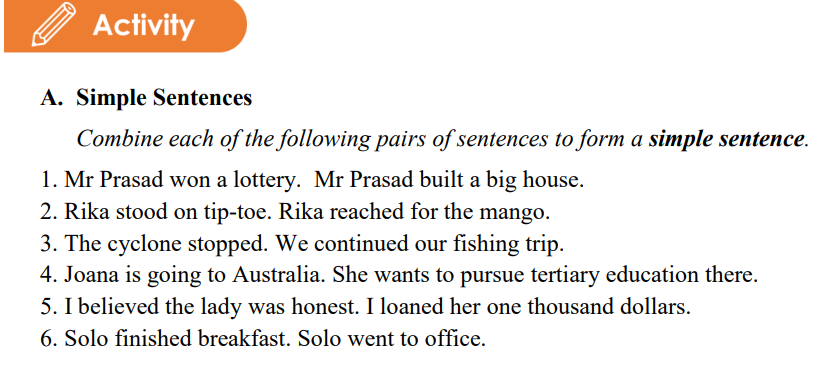 Activity
A. Simple Sentences
Combine each of the following pairs of sentences to form a simple sentence.
1. Mr Prasad won a lottery.  Mr Prasad built a big house.
2. Rika stood on tip-toe. Rika reached for the mango.
3. The cyclone stopped. We continued our fishing trip.
4. Joana is going to Australia. She wants to pursue tertiary education there.
5. I believed the lady was honest. I loaned her one thousand dollars.
6. Solo finished breakfast. Solo went to office.